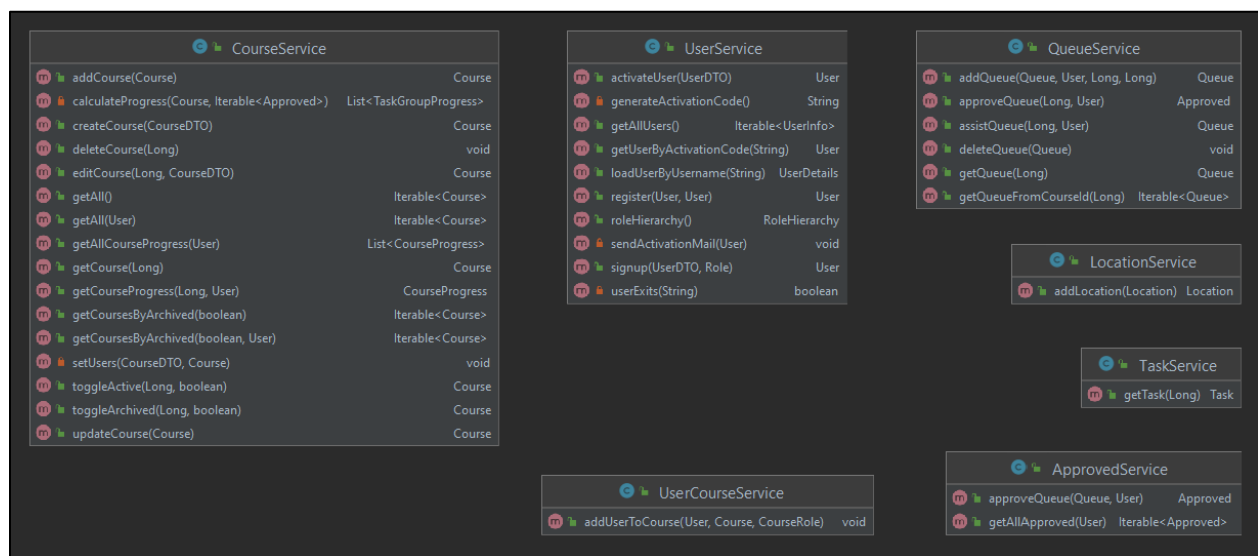 CourseService
addCourse(Course) Course
calculateProgress(Course, Iterable<Approved>) List<TaskGroupProgress>
createCourse(CourseDTO) Course
deleteCourse(Long) void
editCourse(Long, CourseDTO) Course
getAll() Iterable<Course>
getAll(User) Iterable<Course>
getAllCourseProgress(User) List<CourseProgress>
getCourse(Long) Course
getCourseProgress(Long, User) CourseProgress
getCoursesByArchived(boolean) Iterable<Course>
getCoursesByArchived(boolean, User) Iterable<Course>
setUsers(CourseDTO, Course) void
toggleActive(Long, boolean) Course
toggleArchived(Long, boolean) Course
updateCourse(Course) Course
UserService
activateUser(UserDTO) User
generateActivationCode() String
getAllUsers() Iterable<UserInfo>
getUserByActivationCode(String) User
loadUserByUsername(String) UserDetails
register(User, User) User
roleHierarchy() RoleHierarchy
sendActivationMail(User) void
signup(UserDTO, Role) User
userExits(String) boolean
QueueService
addQueue(Queue, User, Long, Long) Queue
approveQueue(Long, User) Approved
assistQueue(Long, User) Queue
deleteQueue(Queue) void
getQueue(Long) Queue
getQueueFromCourseId(Long) Iterable<Queue>
LocationService
addLocation(Location) Location
TaskService
getTask(Long) Task
UserCourseService
addUserToCourse(User, Course, CourseRole) void
ApprovedService
approveQueue(Queue, User) Approved
getAllApproved(User) Iterable<Approved>